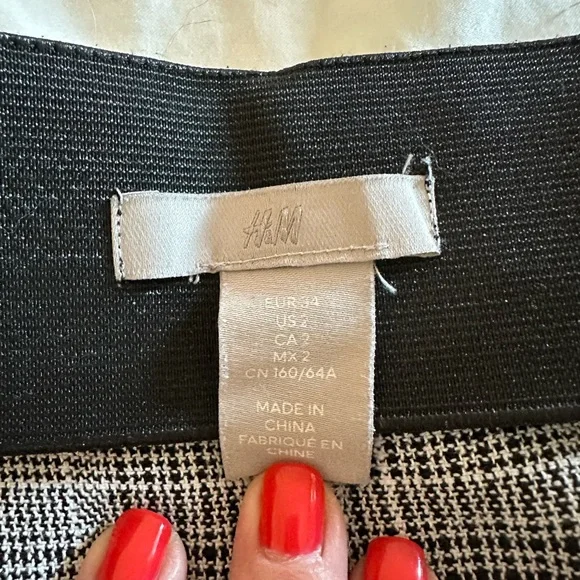 H&M
EUR 34
US 2
CA 2
MX 2
CN 160/64A
MADE IN
CHINA
FABRIQUÉ EN
CHINE